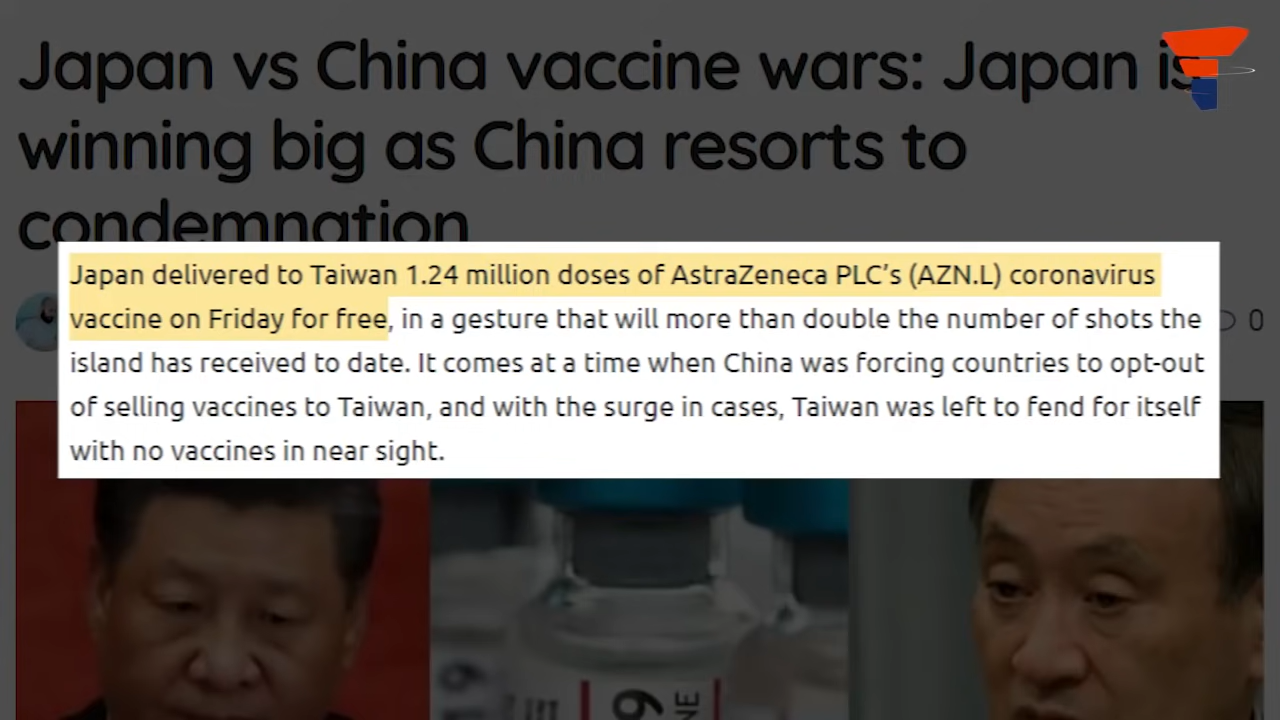 Japan vs China vaccine wars: Japan is
winning big as China resorts to
condemnation
Japan delivered to Taiwan 1.24 million doses of AstraZeneca PLC’s (AZN.L) coronavirus
vaccine on Friday for free, in a gesture that will more than double the number of shots the
island has received to date. It comes at a time when China was forcing countries to opt-out
of selling vaccines to Taiwan, and with the surge in cases, Taiwan was left to fend for itself
with no vaccines in near sight.
0